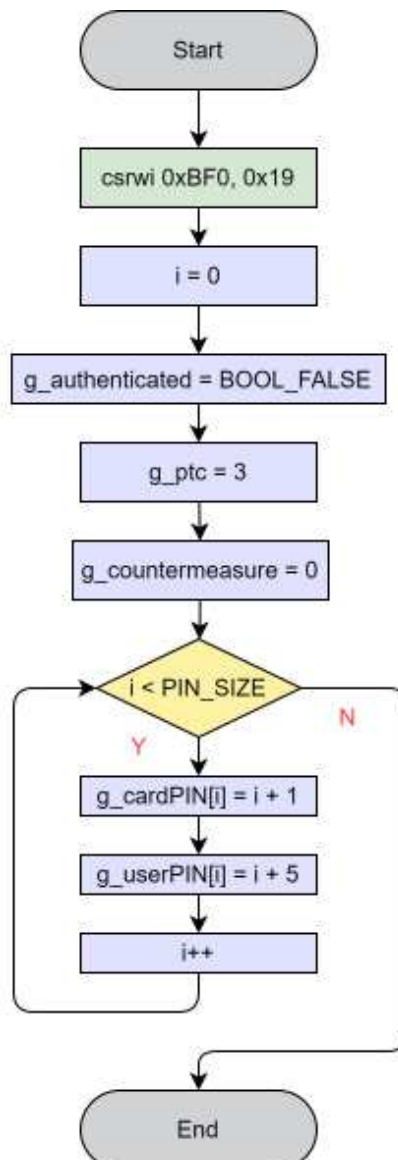 Start
csrwi 0xBF0, 0x19
i = 0
g_authenticated = BOOL_FALSE
g_ptc = 3
g_countermeasure = 0
i < PIN_SIZE
N
Y
g_cardPIN[i] = i + 1
g_userPIN[i] = i + 5
i++
End